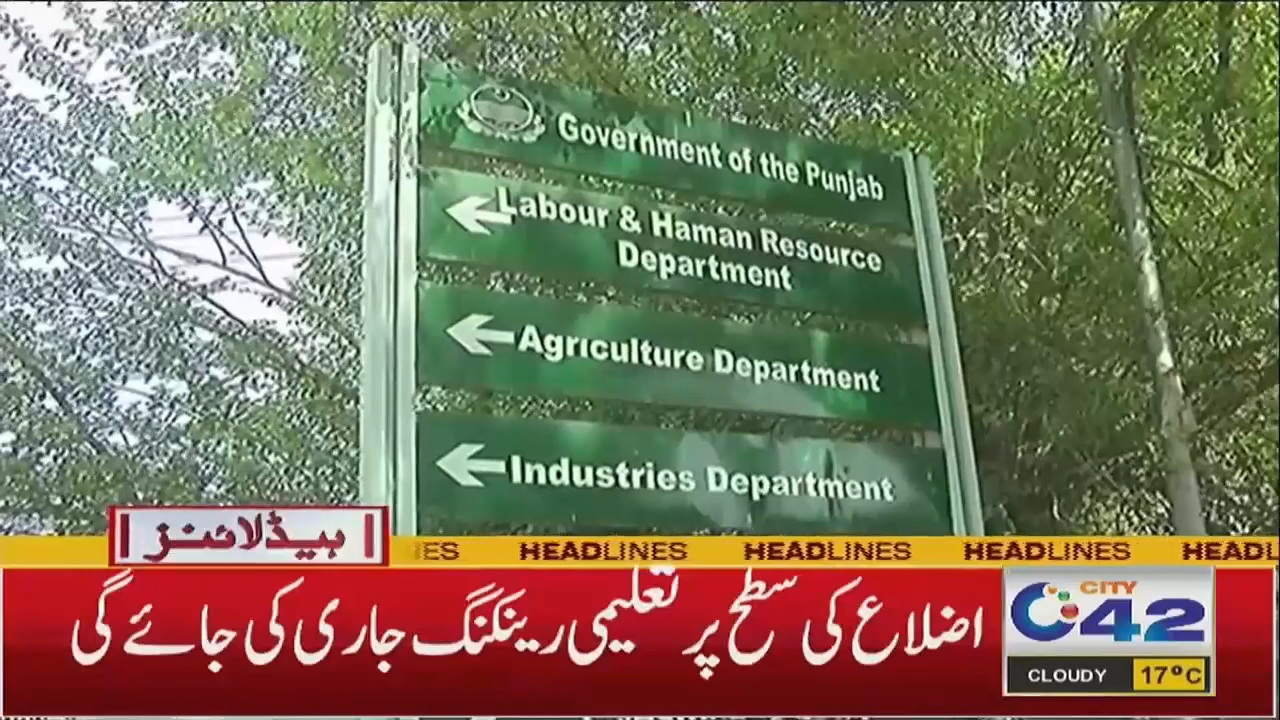 Government of the Punjab
Labour & Haman Resource
Department
Agriculture Department
Industries Department
ہیڈلائنز
IES HEADLINES HEADLINES HEADLINES HEADL
اضلاع کی سطح پر تعلیمی رینکنگ جاری کی جائے گی
CITY
42
CLOUDY 17°C